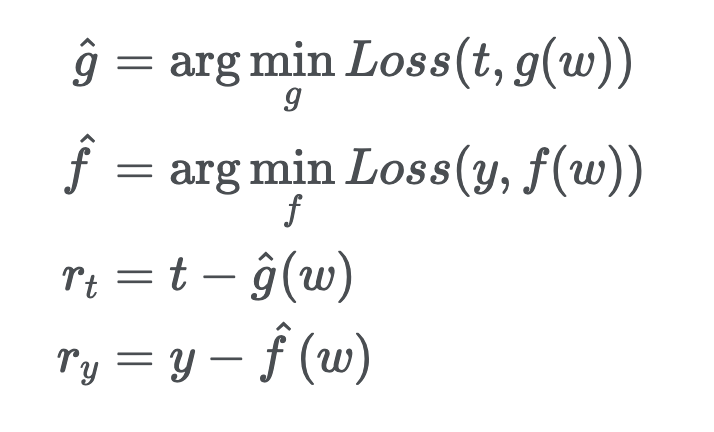 ĝ = arg min_g Loss(t, g(w))
f̂ = arg min_f Loss(y, f(w))
r_t = t − ĝ(w)
r_y = y − f̂(w)